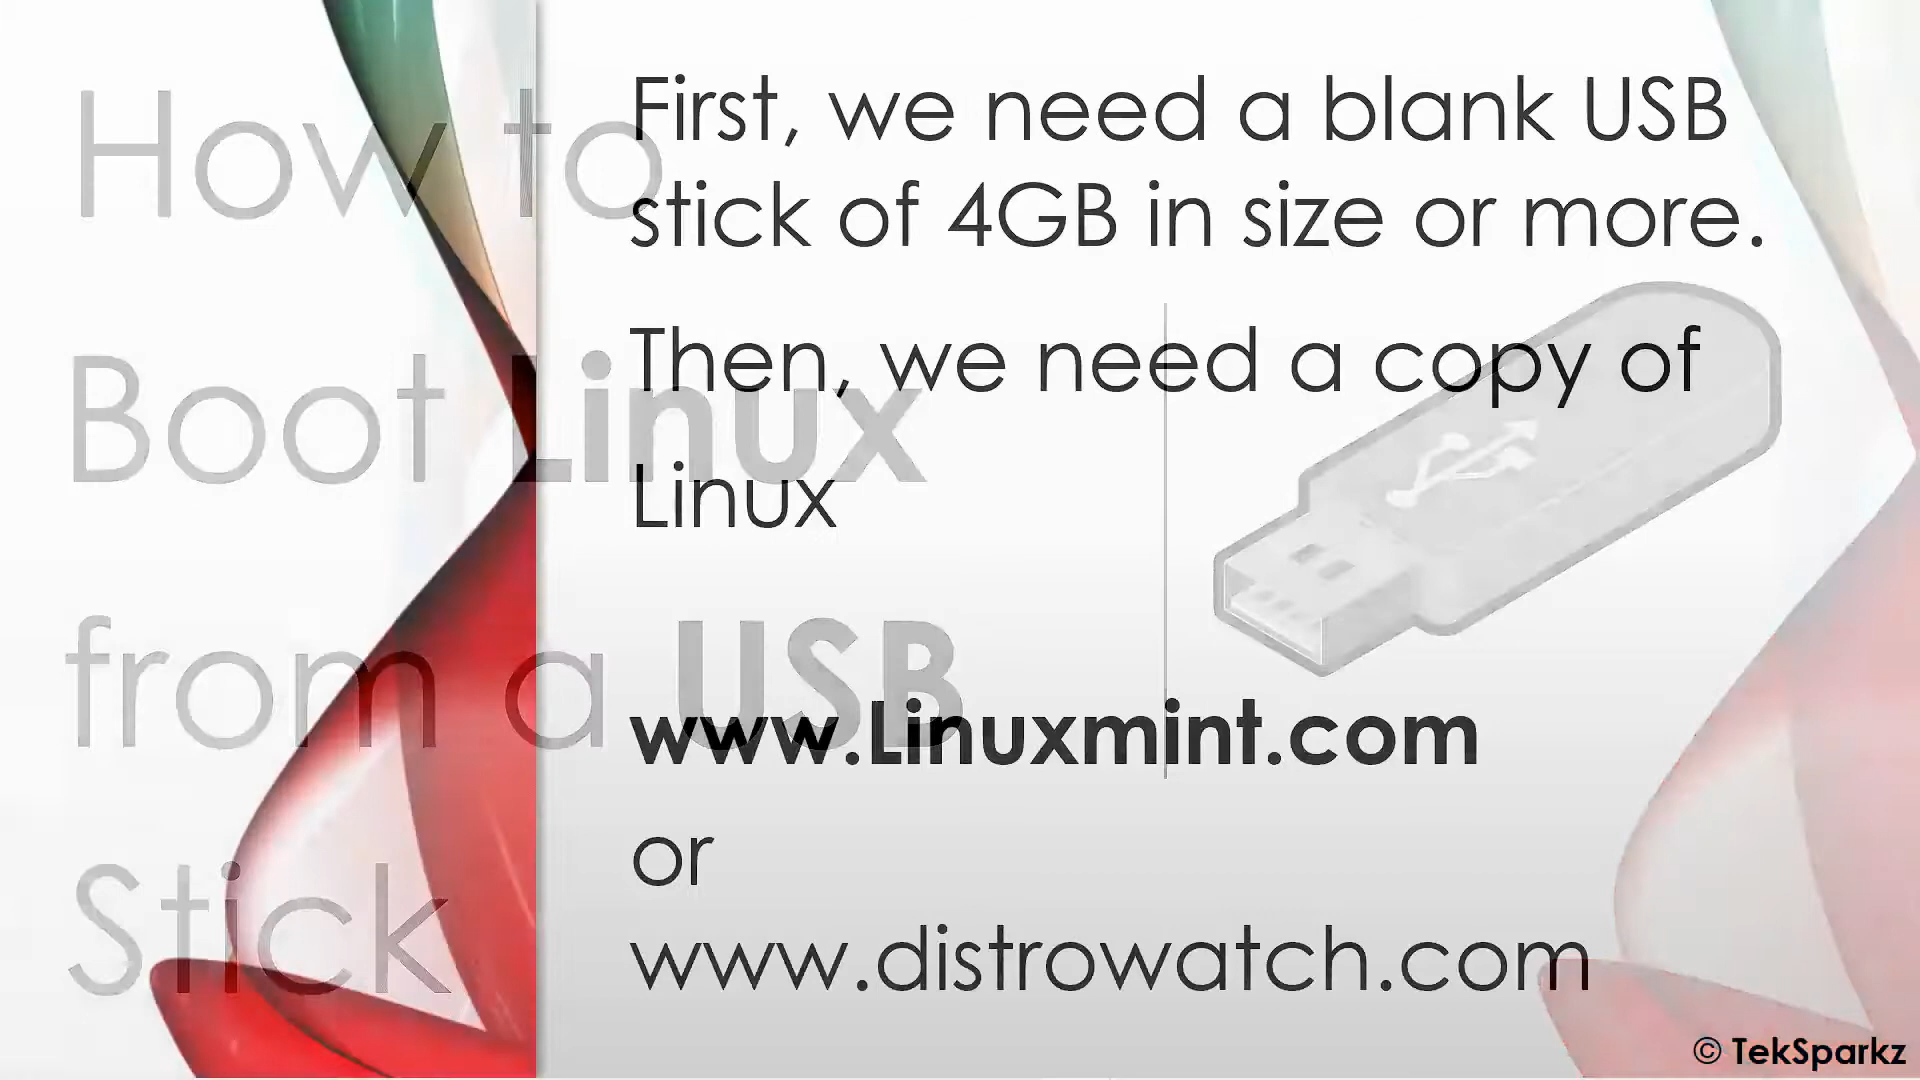 How to
Boot Linux
from a USB
Stick
First, we need a blank USB
stick of 4GB in size or more.
Then, we need a copy of
Linux
www.Linuxmint.com
or
www.distrowatch.com
© TekSparkz